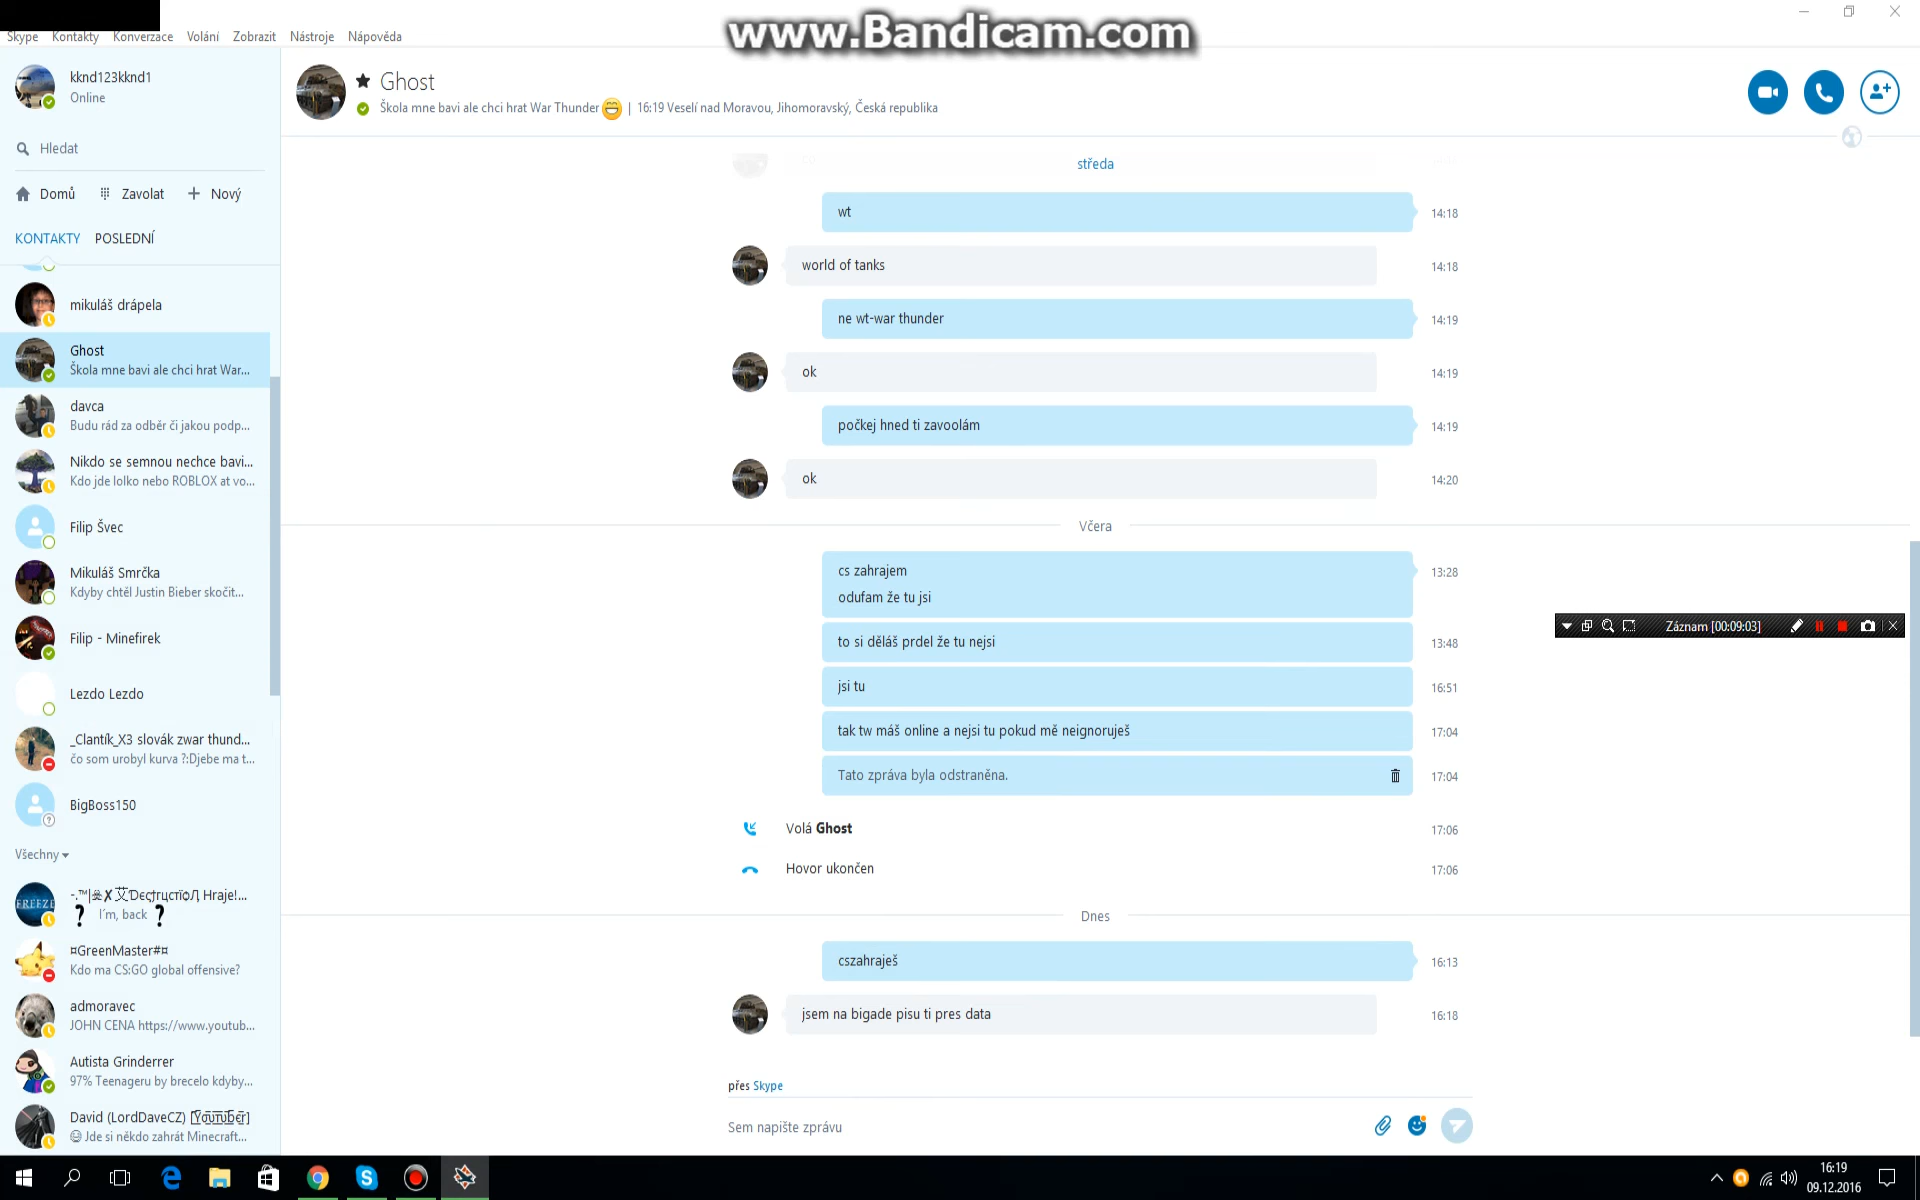 www.Bandicam.com
Skype Kontakty Konverzace Volání Zobrazit Nástroje Nápověda
kknd123kknd1
Online
Hledat
Domů Zavolat Nový
KONTAKTY POSLEDNÍ
mikuláš drápela
Ghost
Škola mne bavi ale chci hrat War...
davca
Budu rád za odběr či jakou podp...
Nikdo se semnou nechce bavi...
Kdo jde lolko nebo ROBLOX at vo...
Filip Švec
Mikuláš Smrčka
Kdyby chtěl Justin Bieber skočit...
Filip - Minefirek
Lezdo Lezdo
_Clantík_X3 slovák zwar thund...
čo som urobyl kurva ?:Djebe ma t...
BigBoss150
Všechny
Hraje!...
? I´m, back ?
¤GreenMaster#¤
Kdo ma CS:GO global offensive?
admoravec
JOHN CENA https://www.youtub...
Autista Grinderrer
97% Teenageru by brecelo kdyby...
David (LordDaveCZ) [Youtuber]
Jde si někdo zahrát Minecraft...
Ghost
Škola mne bavi ale chci hrat War Thunder | 16:19 Veselí nad Moravou, Jihomoravský, Česká republika
středa
wt 14:18
world of tanks 14:18
ne wt-war thunder 14:19
ok 14:19
počkej hned ti zavoolám 14:19
ok 14:20
Včera
cs zahrajem 13:28
odufam že tu jsi
to si děláš prdel že tu nejsi 13:48
jsi tu 16:51
tak tw máš online a nejsi tu pokud mě neignoruješ 17:04
Tato zpráva byla odstraněna. 17:04
Volá Ghost 17:06
Hovor ukončen 17:06
Dnes
cszahraješ 16:13
jsem na bigade pisu ti pres data 16:18
přes Skype
Sem napište zprávu
Záznam [00:09:03]
16:19
09.12.2016